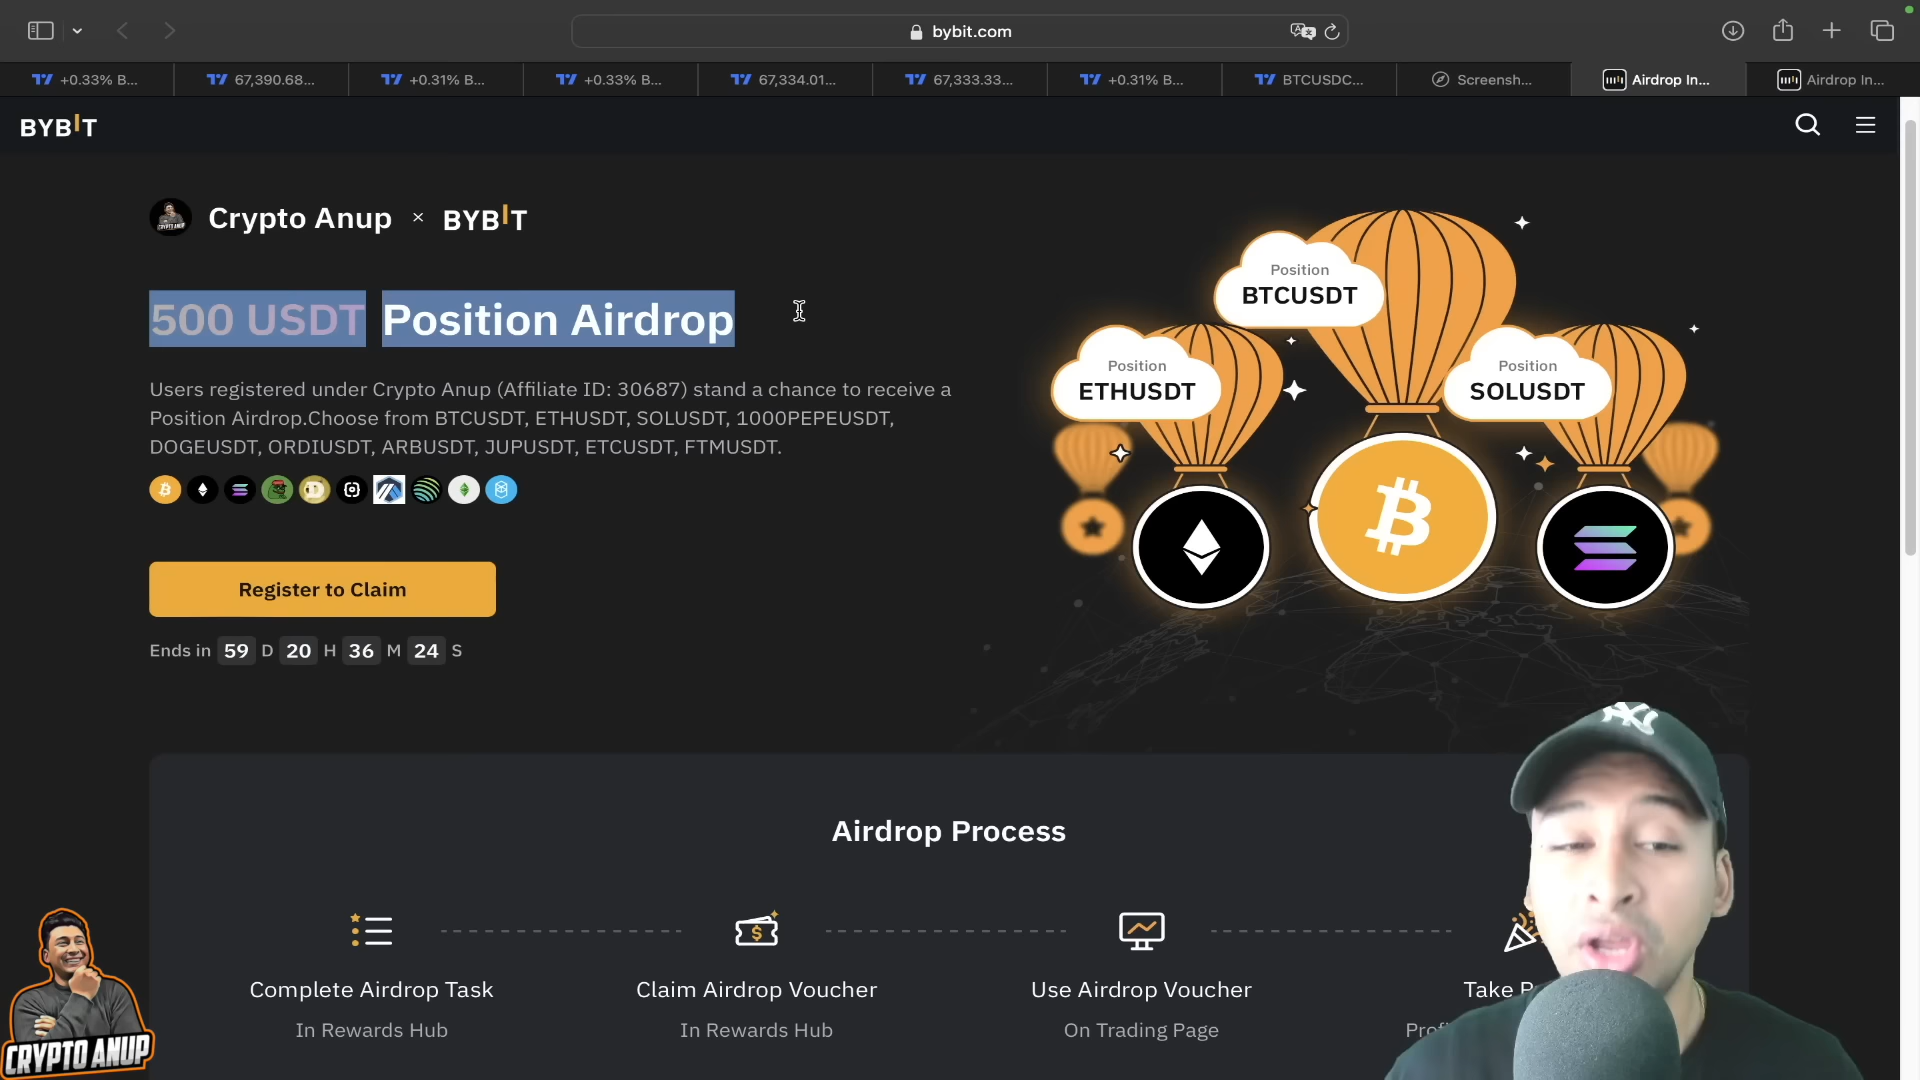 bybit.com
+0.33% B...
67,390.68...
+0.31% B...
+0.33% B...
67,334.01...
67,333.33...
+0.31% B...
BTCUSDC...
Screensh...
Airdrop In...
Airdrop In...
BYBIT
Crypto Anup × BYBIT
500 USDT Position Airdrop
Users registered under Crypto Anup (Affiliate ID: 30687) stand a chance to receive a
Position Airdrop.Choose from BTCUSDT, ETHUSDT, SOLUSDT, 1000PEPEUSDT,
DOGEUSDT, ORDIUSDT, ARBUSDT, JUPUSDT, ETCUSDT, FTMUSDT.
Register to Claim
Ends in 59 D 20 H 36 M 24 S
Position
BTCUSDT
Position
ETHUSDT
Position
SOLUSDT
Airdrop Process
Complete Airdrop Task
In Rewards Hub
Claim Airdrop Voucher
In Rewards Hub
Use Airdrop Voucher
On Trading Page
Take
CRYPTO ANUP